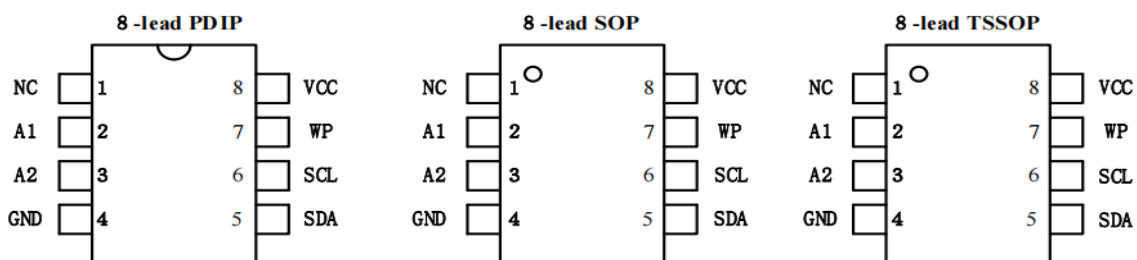 8 -lead PDIP 8 -lead SOP 8 -lead TSSOP
NC 1 8 VCC NC 1 8 VCC NC 1 8 VCC
A1 2 7 WP A1 2 7 WP A1 2 7 WP
A2 3 6 SCL A2 3 6 SCL A2 3 6 SCL
GND 4 5 SDA GND 4 5 SDA GND 4 5 SDA